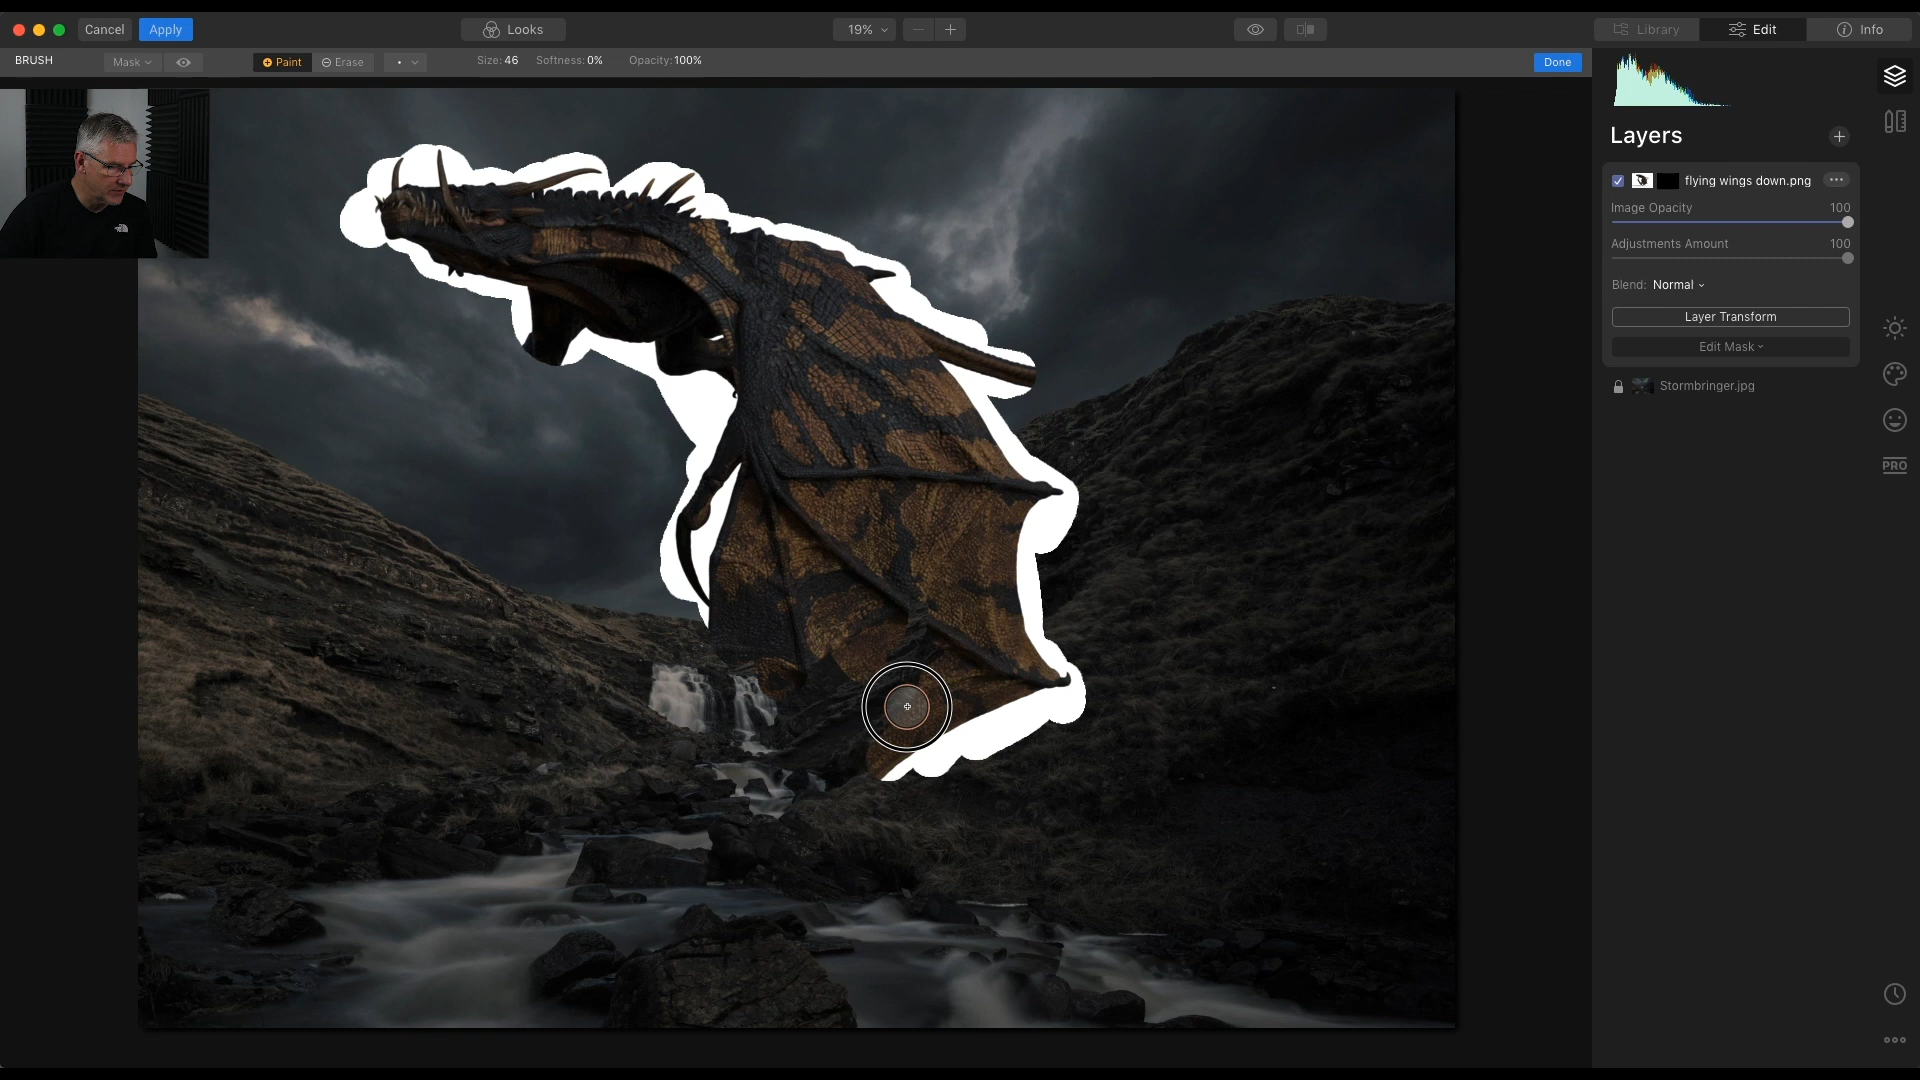 Cancel Apply Looks 19% Library Edit Info
BRUSH Mask Paint Erase Size: 46 Softness: 0% Opacity: 100% Done
Layers
flying wings down.png
Image Opacity 100
Adjustments Amount 100
Blend: Normal
Layer Transform
Edit Mask
Stormbringer.jpg
PRO